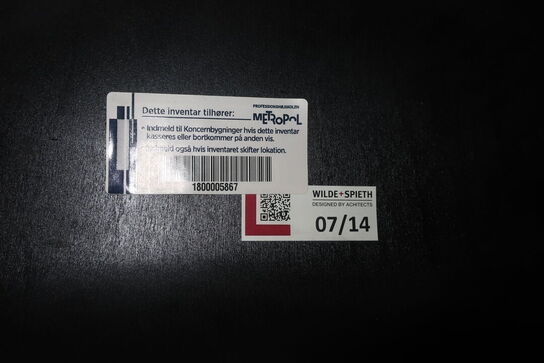 PROFESSIONSHØJSKOLEN
METROPOL
Dette inventar tilhører:
• Indmeld til Koncernbygninger hvis dette inventar
kasseres eller bortkommer på anden vis.
også hvis inventaret skifter lokation.
1800005867
WILDE+SPIETH
DESIGNED BY ACHITECTS
07/14